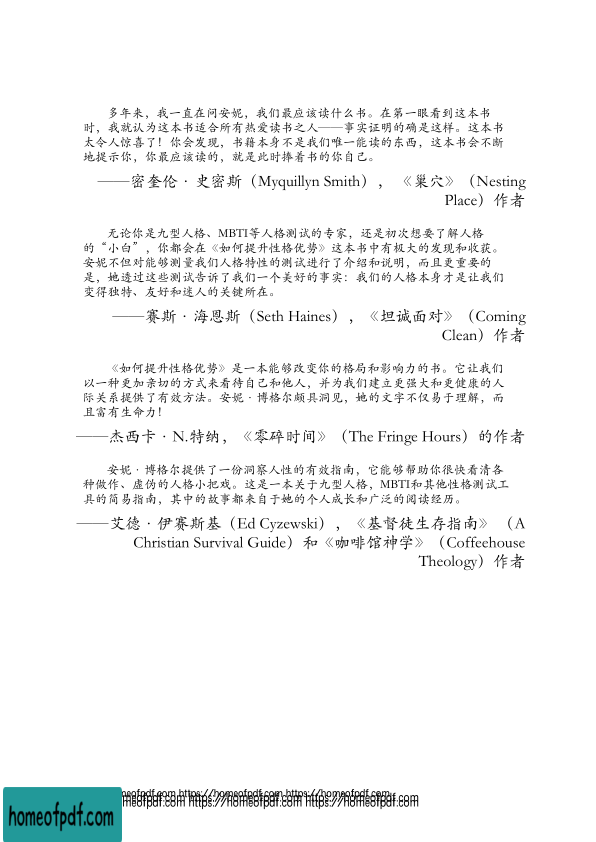 多年来，我一直在问安妮，我们最应该读什么书。在第一眼看到这本书
时，我就认为这本书适合所有热爱读书之人——事实证明的确是这样。这本书
太令人惊喜了！你会发现，书籍本身不是我们唯一能读的东西，这本书会不断
地提示你，你最应该读的，就是此时捧着书的你自己。
——密奎伦·史密斯（Myquillyn Smith），《巢穴》（Nesting
Place）作者
无论你是九型人格、MBTI等人格测试的专家，还是初次想要了解人格
的“小白”，你都会在《如何提升性格优势》这本书中有极大的发现和收获。
安妮不但对能够测量我们人格特性的测试进行了介绍和说明，而且更重要的
是，她透过这些测试告诉了我们一个美好的事实：我们的人格本身才是让我们
变得独特、友好和迷人的关键所在。
——赛斯·海恩斯（Seth Haines），《坦诚面对》（Coming
Clean）作者
《如何提升性格优势》是一本能够改变你的格局和影响力的书。它让我们
以一种更加亲切的方式来看待自己和他人，并为我们建立更强大和更健康的人
际关系提供了有效方法。安妮·博格尔颇具洞见，她的文字不仅易于理解，而
且富有生命力！
——杰西卡·N.特纳，《零碎时间》（The Fringe Hours）的作者
安妮·博格尔提供了一份洞察人性的有效指南，它能够帮助你很快看清各
种做作、虚伪的人格小把戏。这是一本关于九型人格，MBTI和其他性格测试工
具的简易指南，其中的故事都来自于她的个人成长和广泛的阅读经历。
——艾德·伊赛斯基（Ed Cyzewski），《基督徒生存指南》（A
Christian Survival Guide）和《咖啡馆神学》（Coffeehouse
Theology）作者
homeofpdf.com https://homeofpdf.com https://homeofpdf.com
homeofpdf.com https://homeofpdf.com https://homeofpdf.com
homeofpdf.com